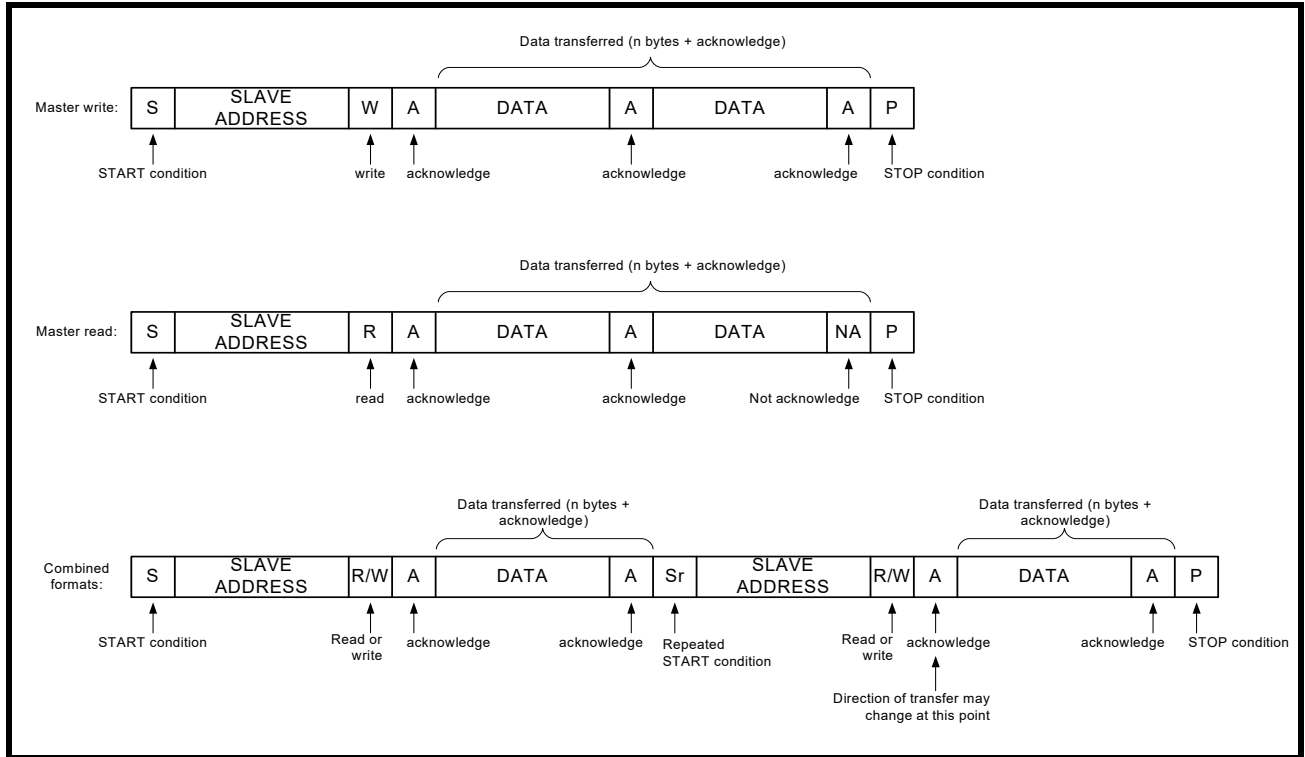 Data transferred (n bytes + acknowledge)
Master write:
S
SLAVE
ADDRESS
W
A
DATA
A
DATA
A
P
START condition
write
acknowledge
acknowledge
acknowledge
STOP condition
Data transferred (n bytes + acknowledge)
Master read:
S
SLAVE
ADDRESS
R
A
DATA
A
DATA
NA
P
START condition
read
acknowledge
acknowledge
Not acknowledge
STOP condition
Data transferred (n bytes +
acknowledge)
Data transferred (n bytes +
acknowledge)
Combined
formats:
S
SLAVE
ADDRESS
R/W
A
DATA
A
Sr
SLAVE
ADDRESS
R/W
A
DATA
A
P
START condition
Read or
write
acknowledge
acknowledge
Repeated
START condition
Read or
write
acknowledge
acknowledge
STOP condition
Direction of transfer may
change at this point